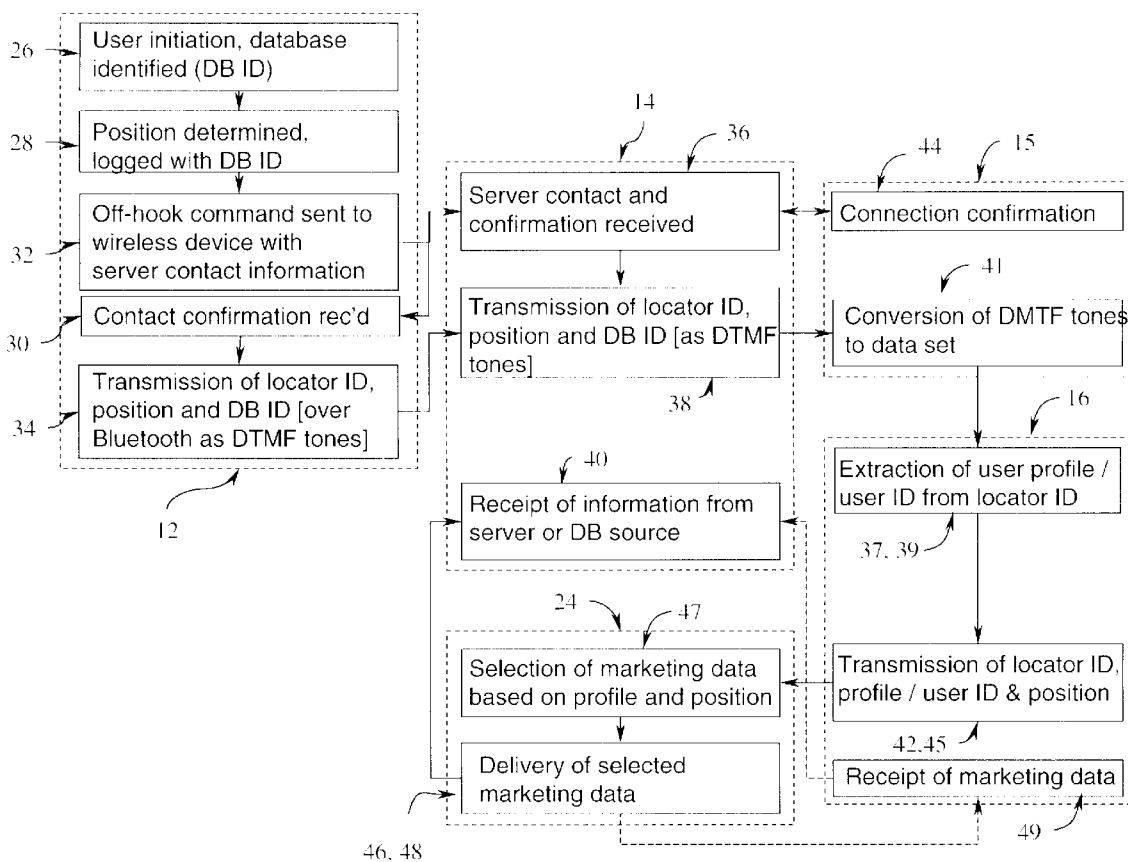 26
User initiation, database
identified (DB ID)
28
Position determined,
logged with DB ID
32
Off-hook command sent to
wireless device with
server contact information
30
Contact confirmation rec'd
34
Transmission of locator ID,
position and DB ID [over
Bluetooth as DTMF tones]
12
14
36
Server contact and
confirmation received
Transmission of locator ID,
position and DB ID [as DTMF
tones]
38
40
Receipt of information from
server or DB source
24
47
Selection of marketing data
based on profile and position
Delivery of selected
marketing data
46, 48
44
15
Connection confirmation
41
Conversion of DMTF tones
to data set
16
Extraction of user profile /
user ID from locator ID
37, 39
Transmission of locator ID,
profile / user ID & position
42,45
Receipt of marketing data
49